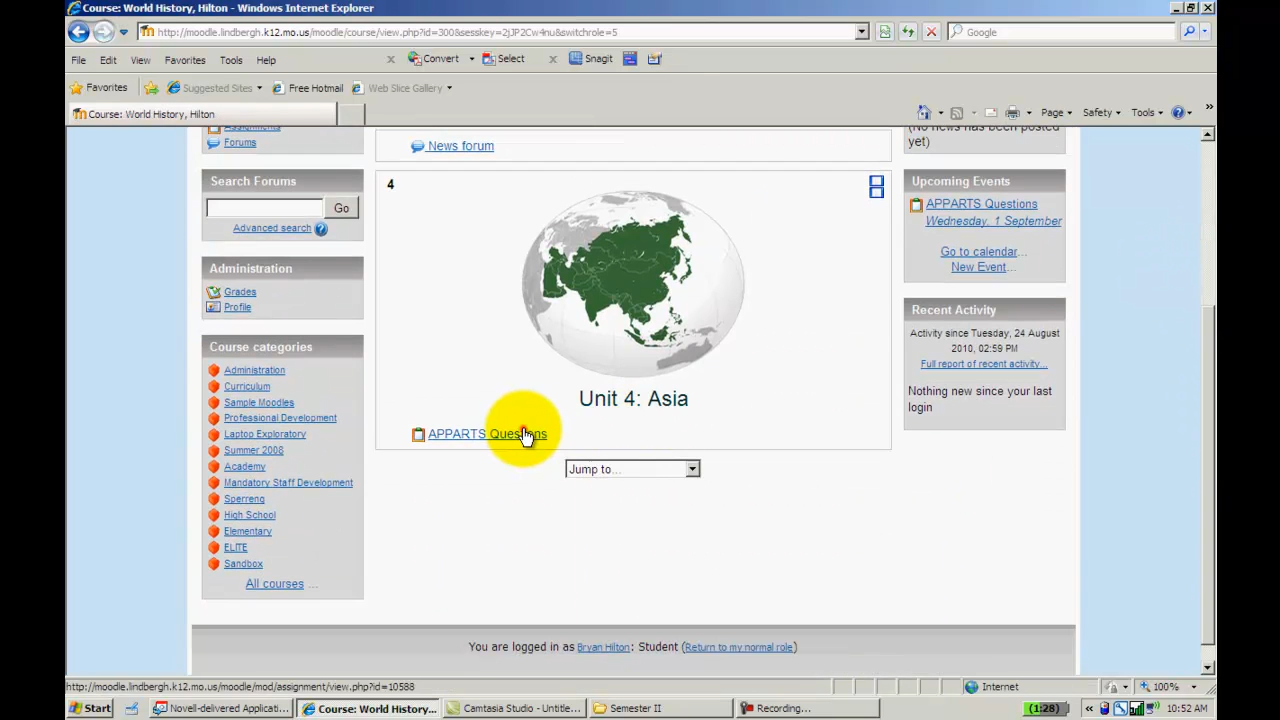 Course: World History, Hilton - Windows Internet Explorer
http://moodle.lindbergh.k12.mo.us/moodle/course/view.php?id=300&sesskey=2jJP2Cw4nu&switchrole=5
Google
File Edit View Favorites Tools Help
x Convert Select x Snagit
Favorites Suggested Sites Free Hotmail Web Slice Gallery
Course: World History, Hilton
Page Safety Tools
Assignments
Forums
News forum
(No news has been posted
yet)
Search Forums
Go
Advanced search
4
Upcoming Events
APPARTS Questions
Wednesday, 1 September
Go to calendar...
New Event...
Administration
Grades
Profile
Recent Activity
Activity since Tuesday, 24 August
2010, 02:59 PM
Full report of recent activity...
Nothing new since your last
login
Course categories
Administration
Curriculum
Sample Moodles
Professional Development
Laptop Exploratory
Summer 2008
Academy
Mandatory Staff Development
Sperreng
High School
Elementary
ELITE
Sandbox
All courses ...
Unit 4: Asia
APPARTS Questions
Jump to...
You are logged in as Bryan Hilton: Student (Return to my normal role)
http://moodle.lindbergh.k12.mo.us/moodle/mod/assignment/view.php?id=10588
Internet
100%
Start
Novell-delivered Applicati...
Course: World History...
Camtasia Studio - Untitle...
Semester II
Recording...
(1:28)
10:52 AM